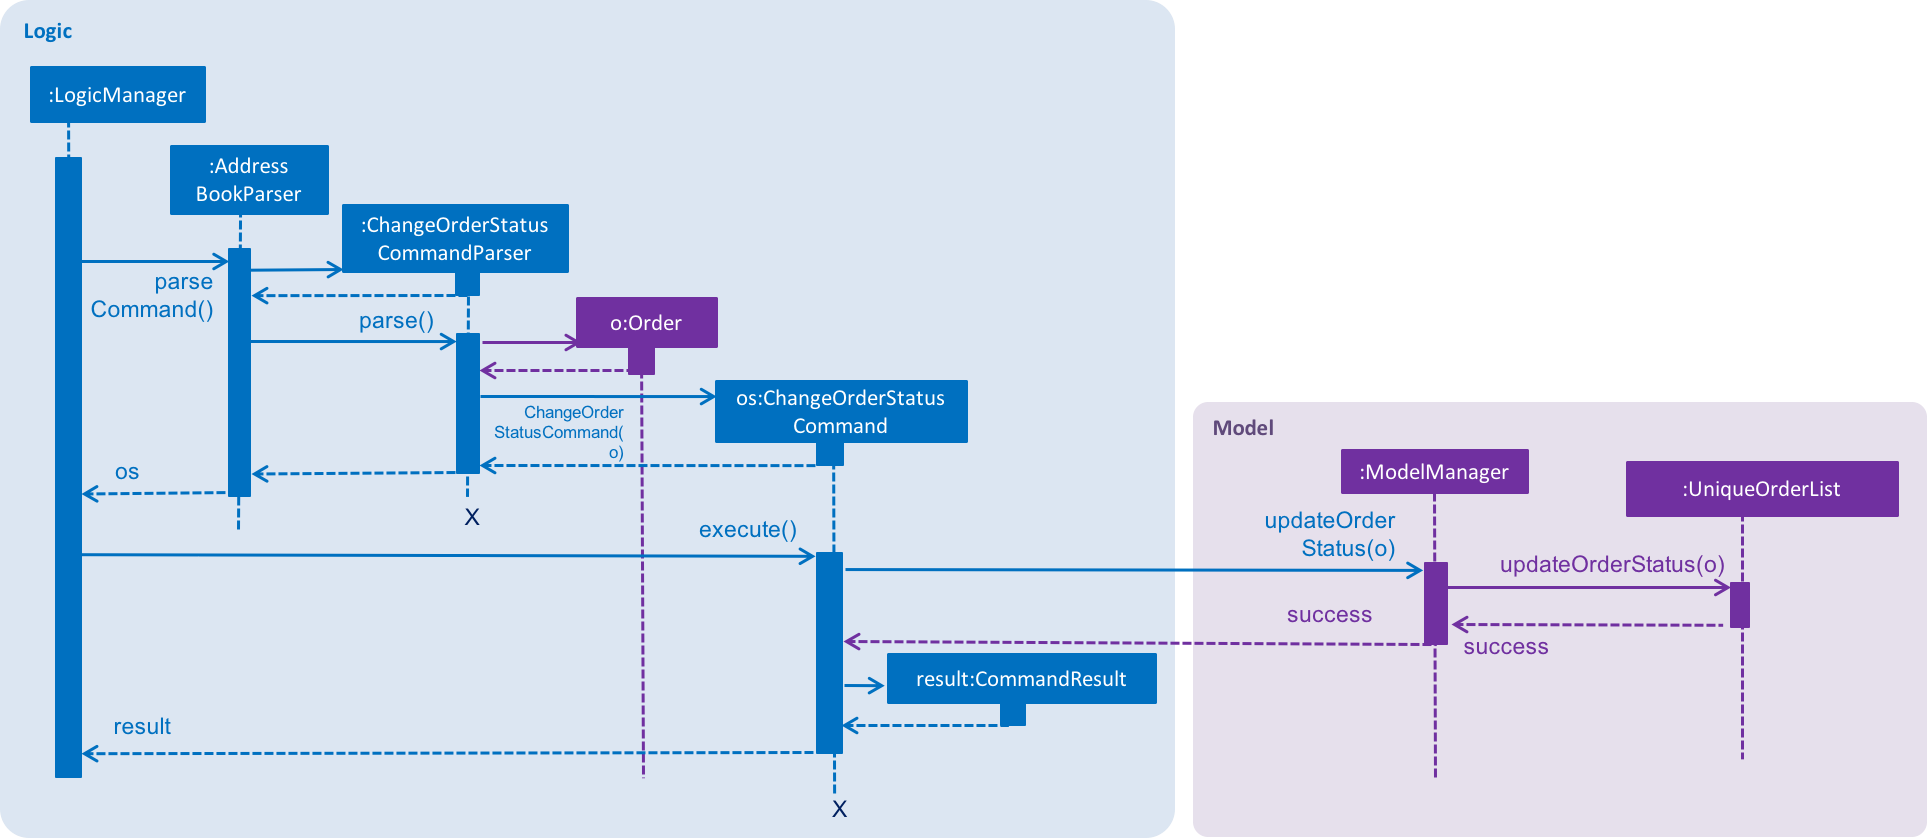 Logic
:LogicManager
:Address
BookParser
:ChangeOrderStatus
CommandParser
parse
Command()
parse()
o:Order
os:ChangeOrderStatus
Command
ChangeOrder
StatusCommand(
o)
os
X
execute()
Model
:ModelManager
:UniqueOrderList
updateOrder
Status(o)
updateOrderStatus(o)
success
success
result:CommandResult
result
X